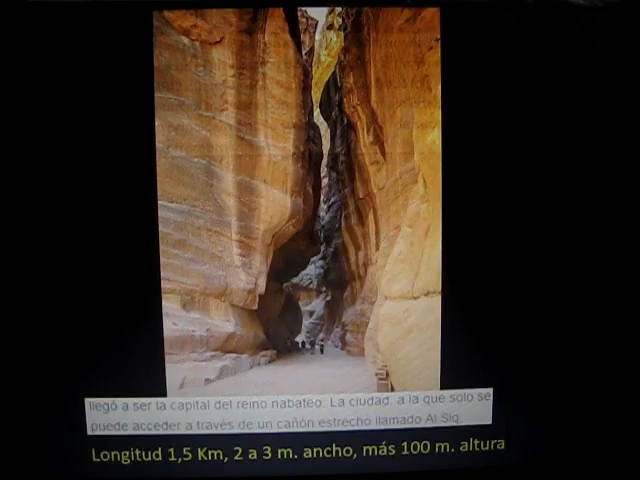 llegó a ser la capital del reino nabateo. La ciudad, a la que solo se
puede acceder a través de un cañón estrecho llamado Al Siq
Longitud 1,5 Km, 2 a 3 m. ancho, más 100 m. altura